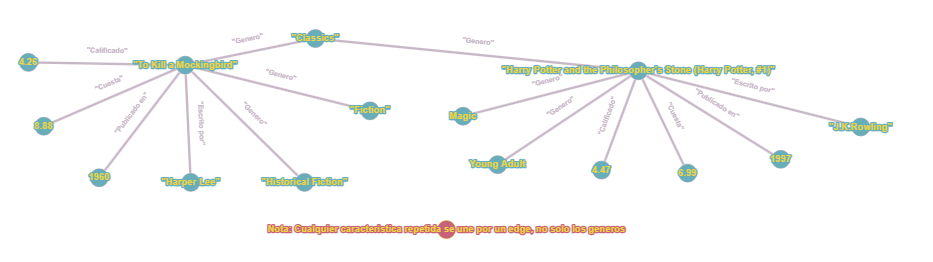 "Classics"
"Genero"
"Genero"
"Calificado"
4.26
"To Kill a Mockingbird"
"Harry Potter and the Philosopher's Stone (Harry Potter, #1)"
"Cuesta"
"Genero"
"Genero"
"Escrito por"
8.88
"Publicado en"
"Escrito por"
"Genero"
"Fiction"
Magic
"Genero"
"Calificado"
"Cuesta"
"Publicado en"
"J.K.Rowling"
1960
"Harper Lee"
"Historical Fiction"
Young Adult
4.47
6.99
1997
Nota: Cualquier caracteristica repetida se une por un edge, no solo los generos